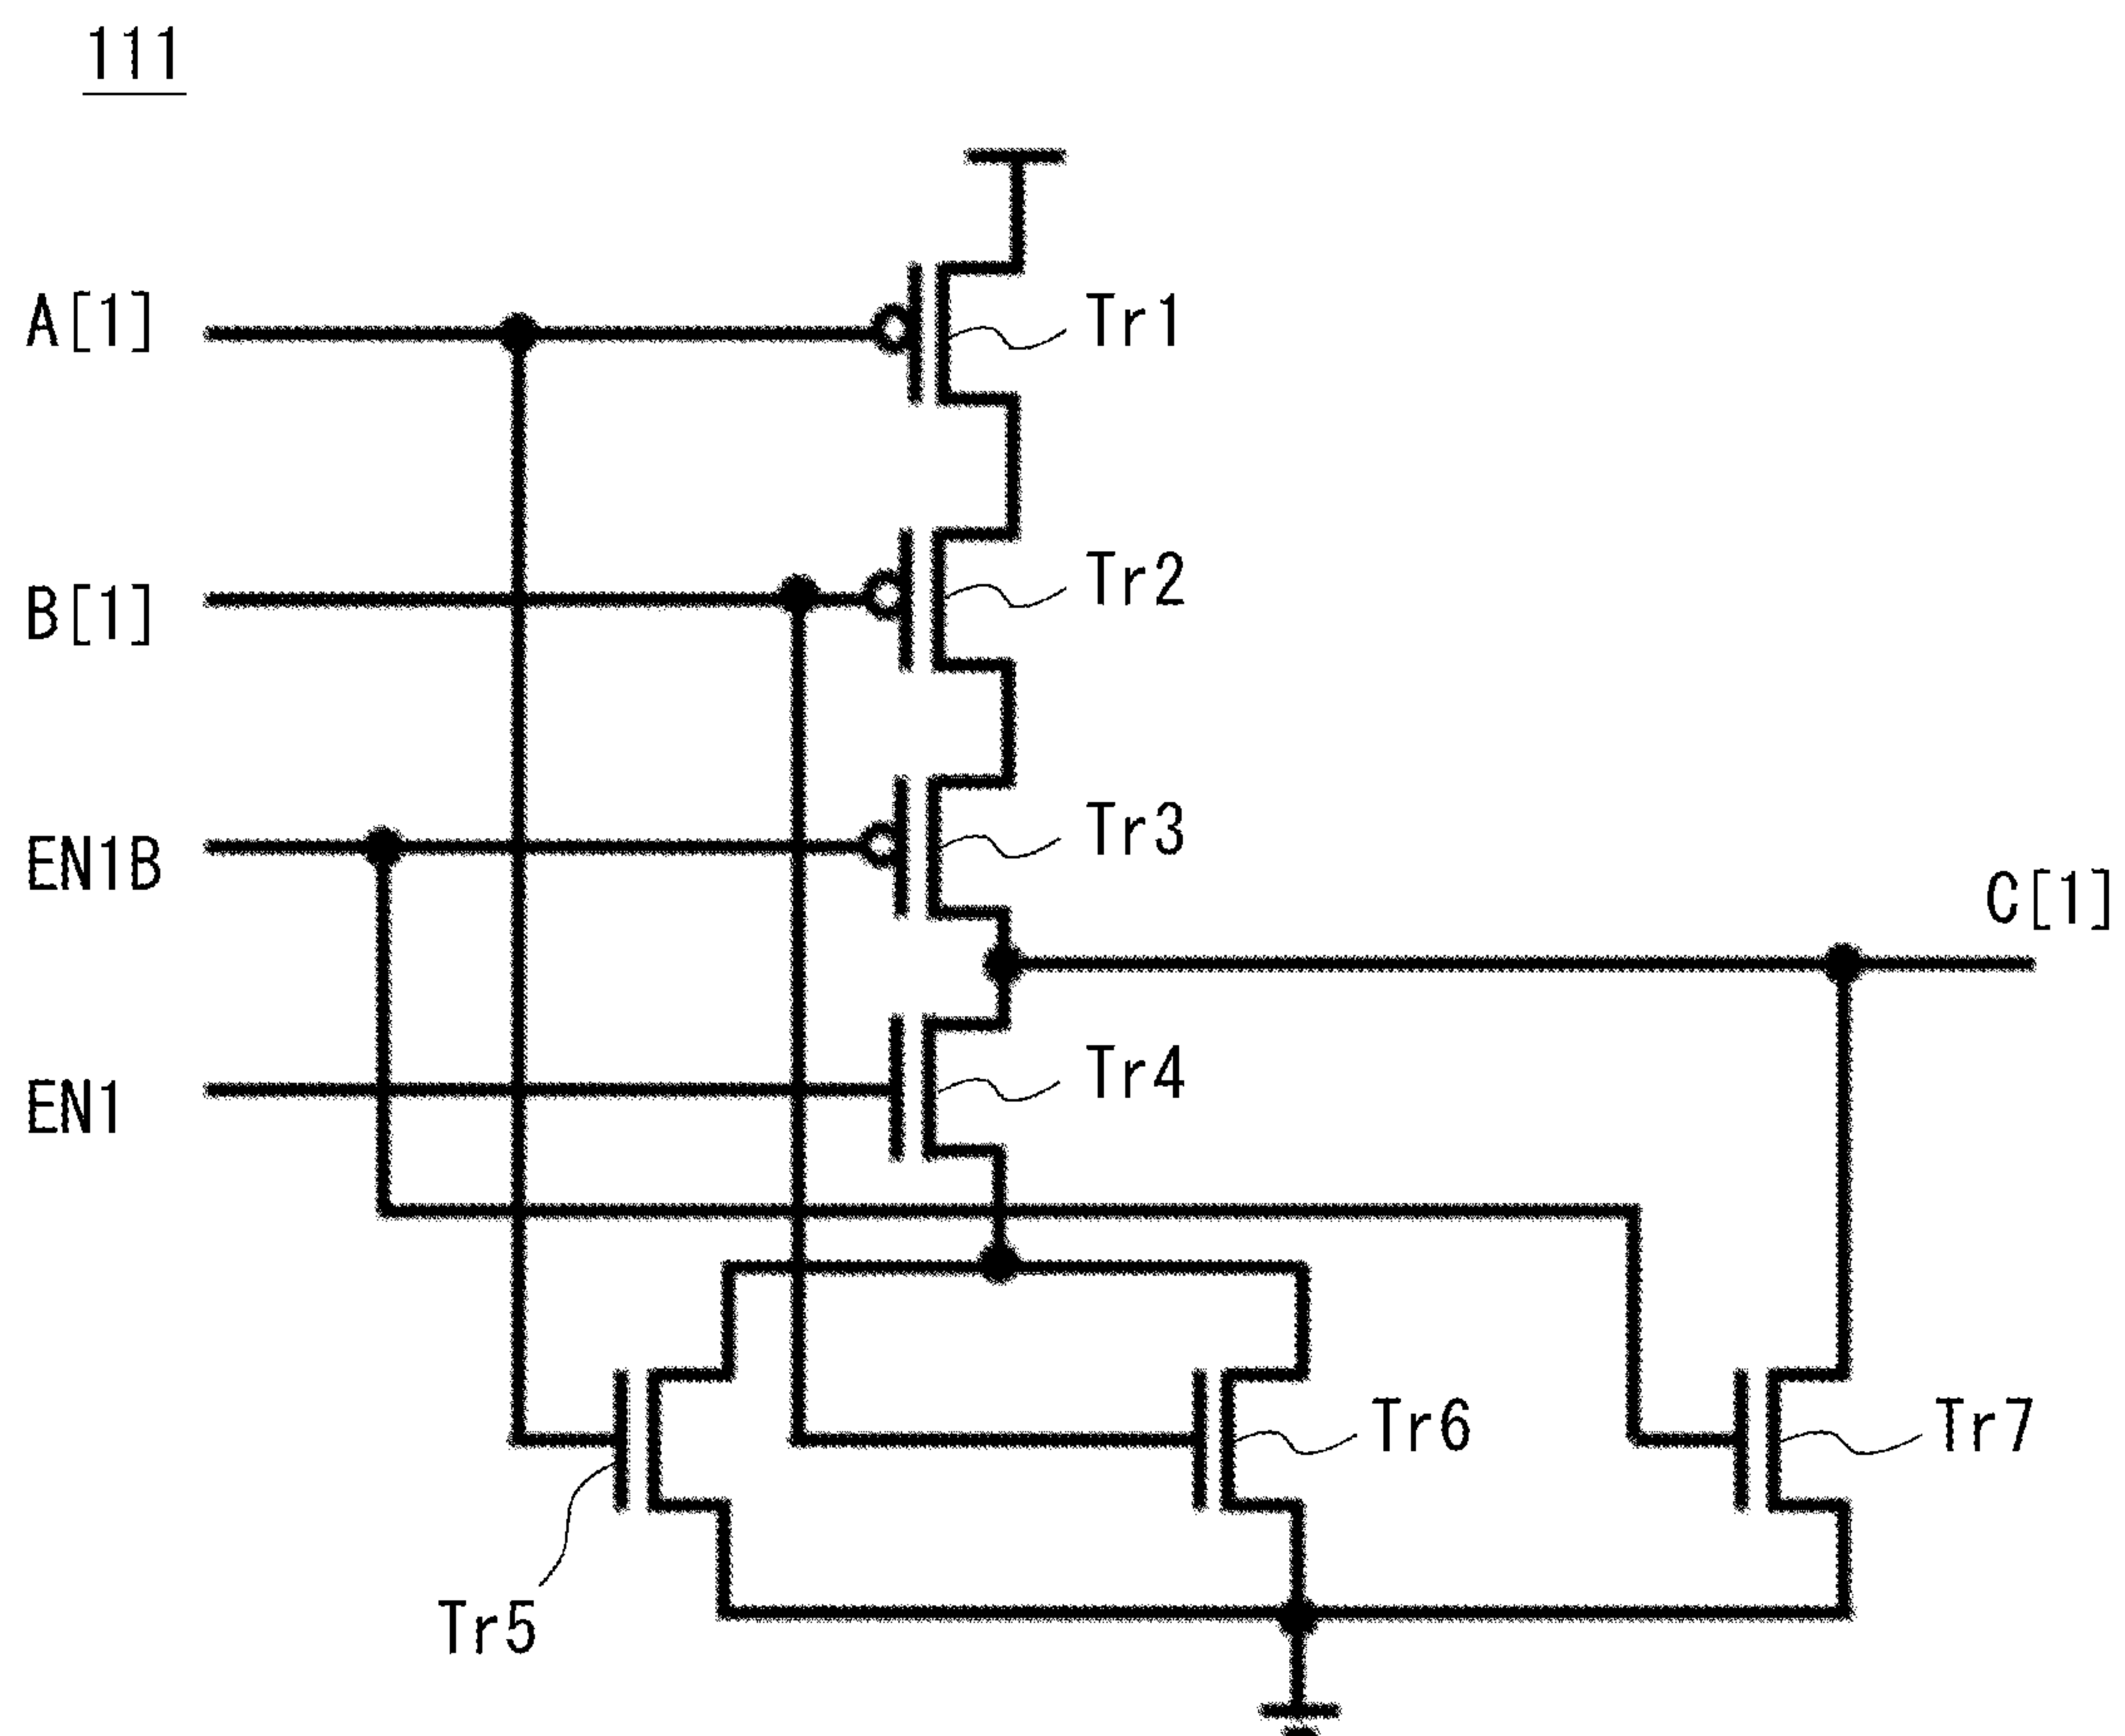 111
A[1]
Tr1
B[1]
Tr2
EN1B
Tr3
C[1]
EN1
Tr4
Tr6
Tr7
Tr5